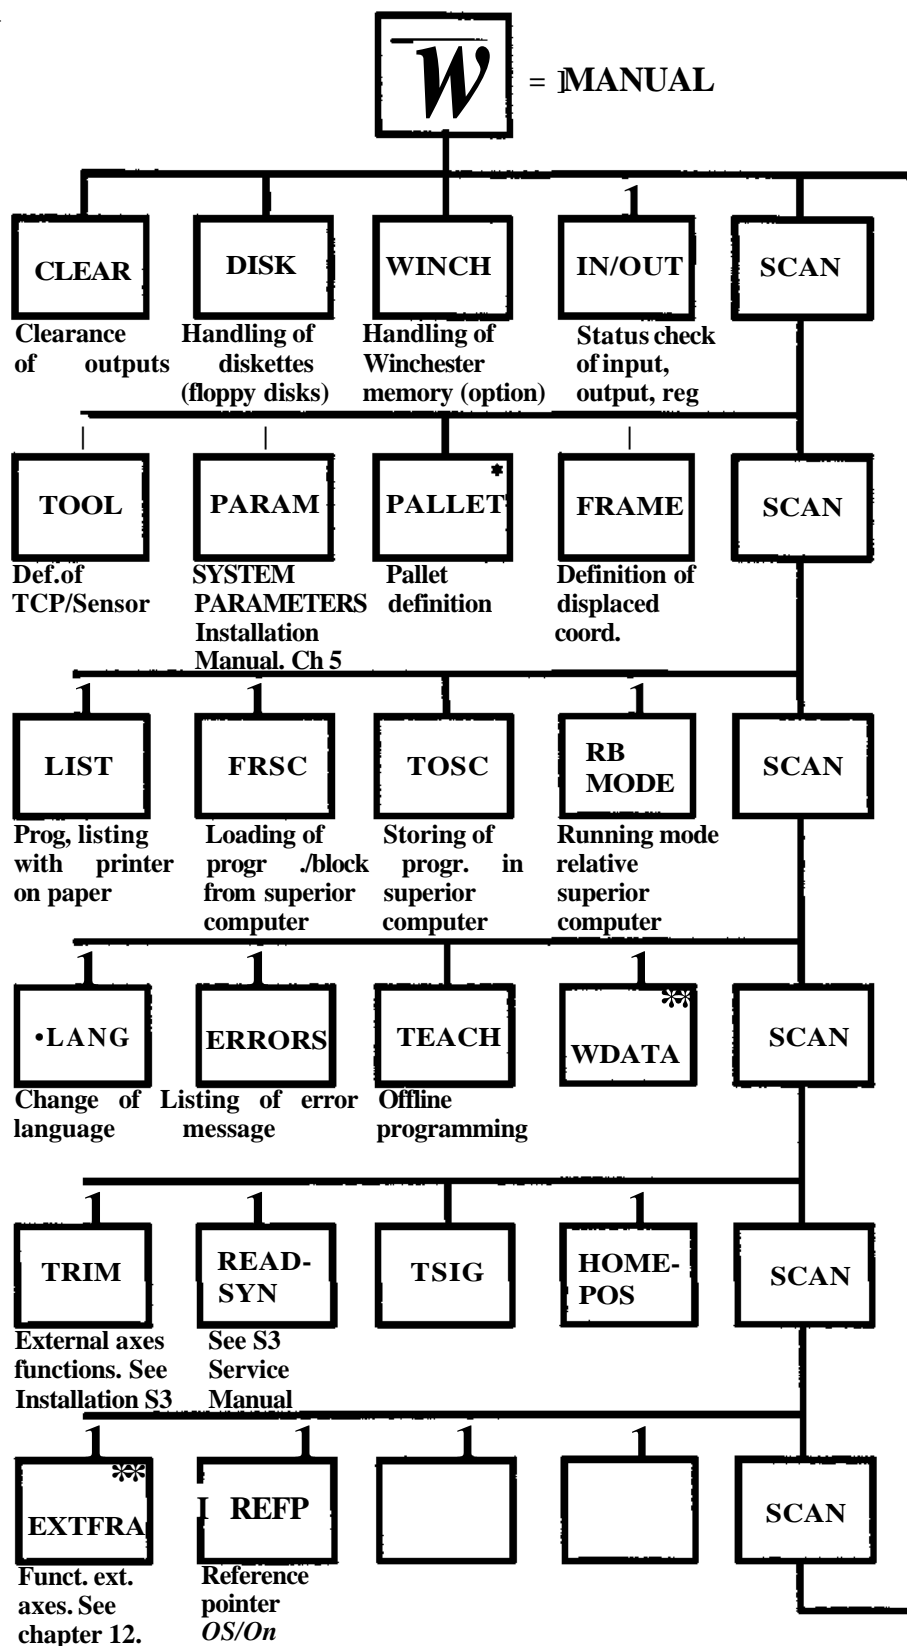 W = MANUAL
CLEAR DISK WINCH IN/OUT SCAN
Clearance Handling of Handling of Status check
of outputs diskettes Winchester of input,
(floppy disks) memory (option) output, reg
TOOL PARAM PALLET* FRAME SCAN
Def.of SYSTEM Pallet Definition of
TCP/Sensor PARAMETERS definition displaced
Installation coord.
Manual. Ch 5
LIST FRSC TOSC RB MODE SCAN
Prog, listing Loading of Storing of Running mode
with printer progr ./block progr. in relative
on paper from superior superior superior
computer computer computer
•LANG ERRORS TEACH WDATA** SCAN
Change of Listing of error Offline
language message programming
TRIM READ-SYN TSIG HOME-POS SCAN
External axes See S3
functions. See Service
Installation S3 Manual
EXTFRA** I REFP SCAN
Funct. ext. Reference
axes. See pointer
chapter 12. OS/On